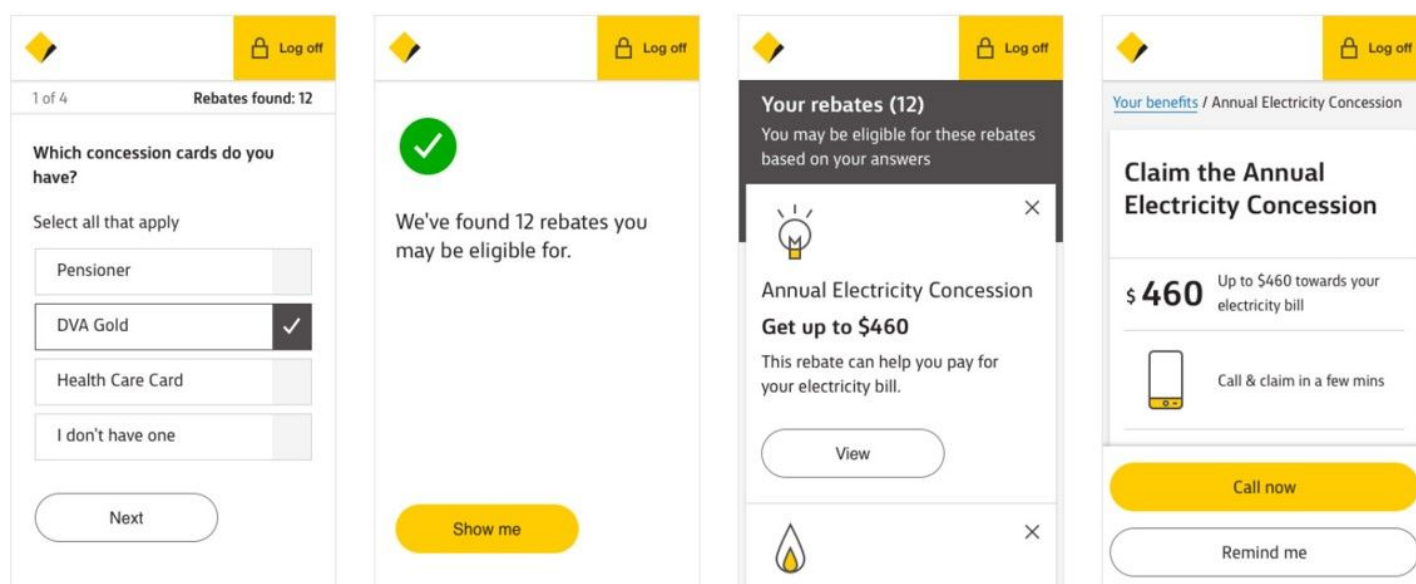 Log off
1 of 4 Rebates found: 12
Which concession cards do you
have?
Select all that apply
Pensioner
DVA Gold
Health Care Card
I don't have one
Next
Log off
We've found 12 rebates you
may be eligible for.
Show me
Log off
Your rebates (12)
You may be eligible for these rebates
based on your answers
Annual Electricity Concession
Get up to $460
This rebate can help you pay for
your electricity bill.
View
Log off
Your benefits / Annual Electricity Concession
Claim the Annual
Electricity Concession
$ 460 Up to $460 towards your
electricity bill
Call & claim in a few mins
Call now
Remind me